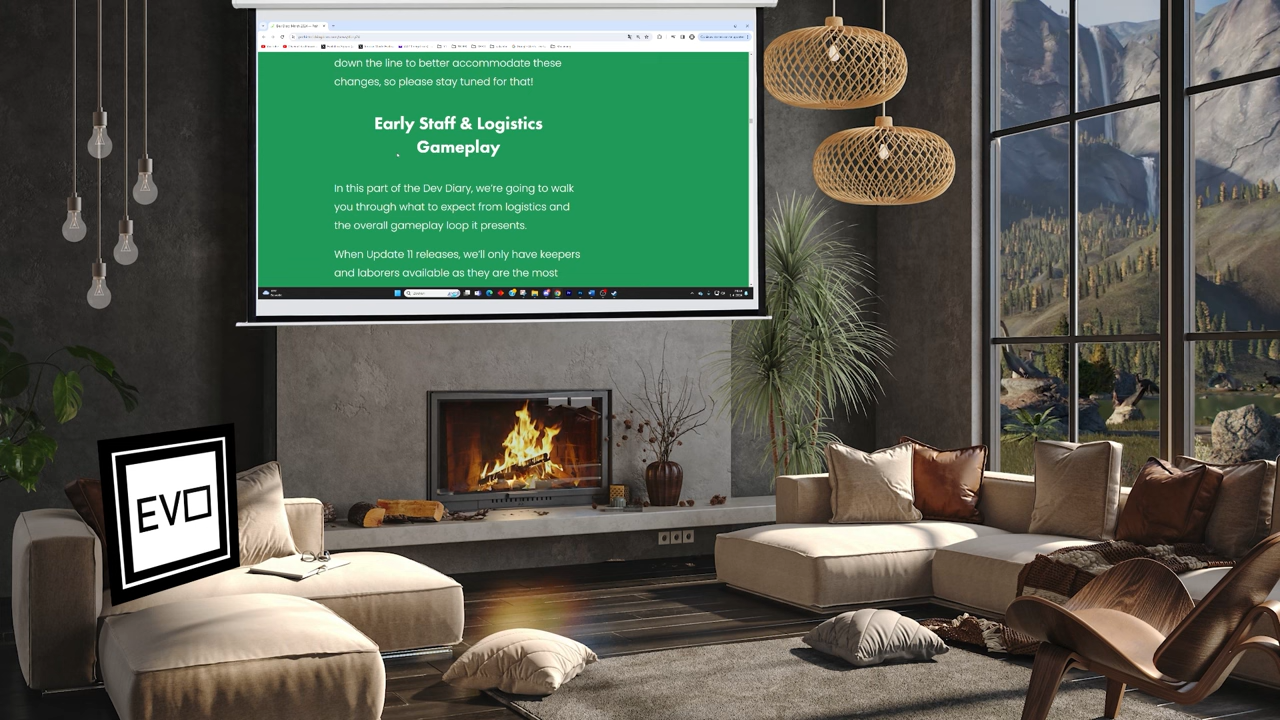 down the line to better accommodate these
changes, so please stay tuned for that!
Early Staff & Logistics
Gameplay
In this part of the Dev Diary, we're going to walk
you through what to expect from logistics and
the overall gameplay loop it presents.
When Update 11 releases, we'll only have keepers
and laborers available as they are the most
EVO